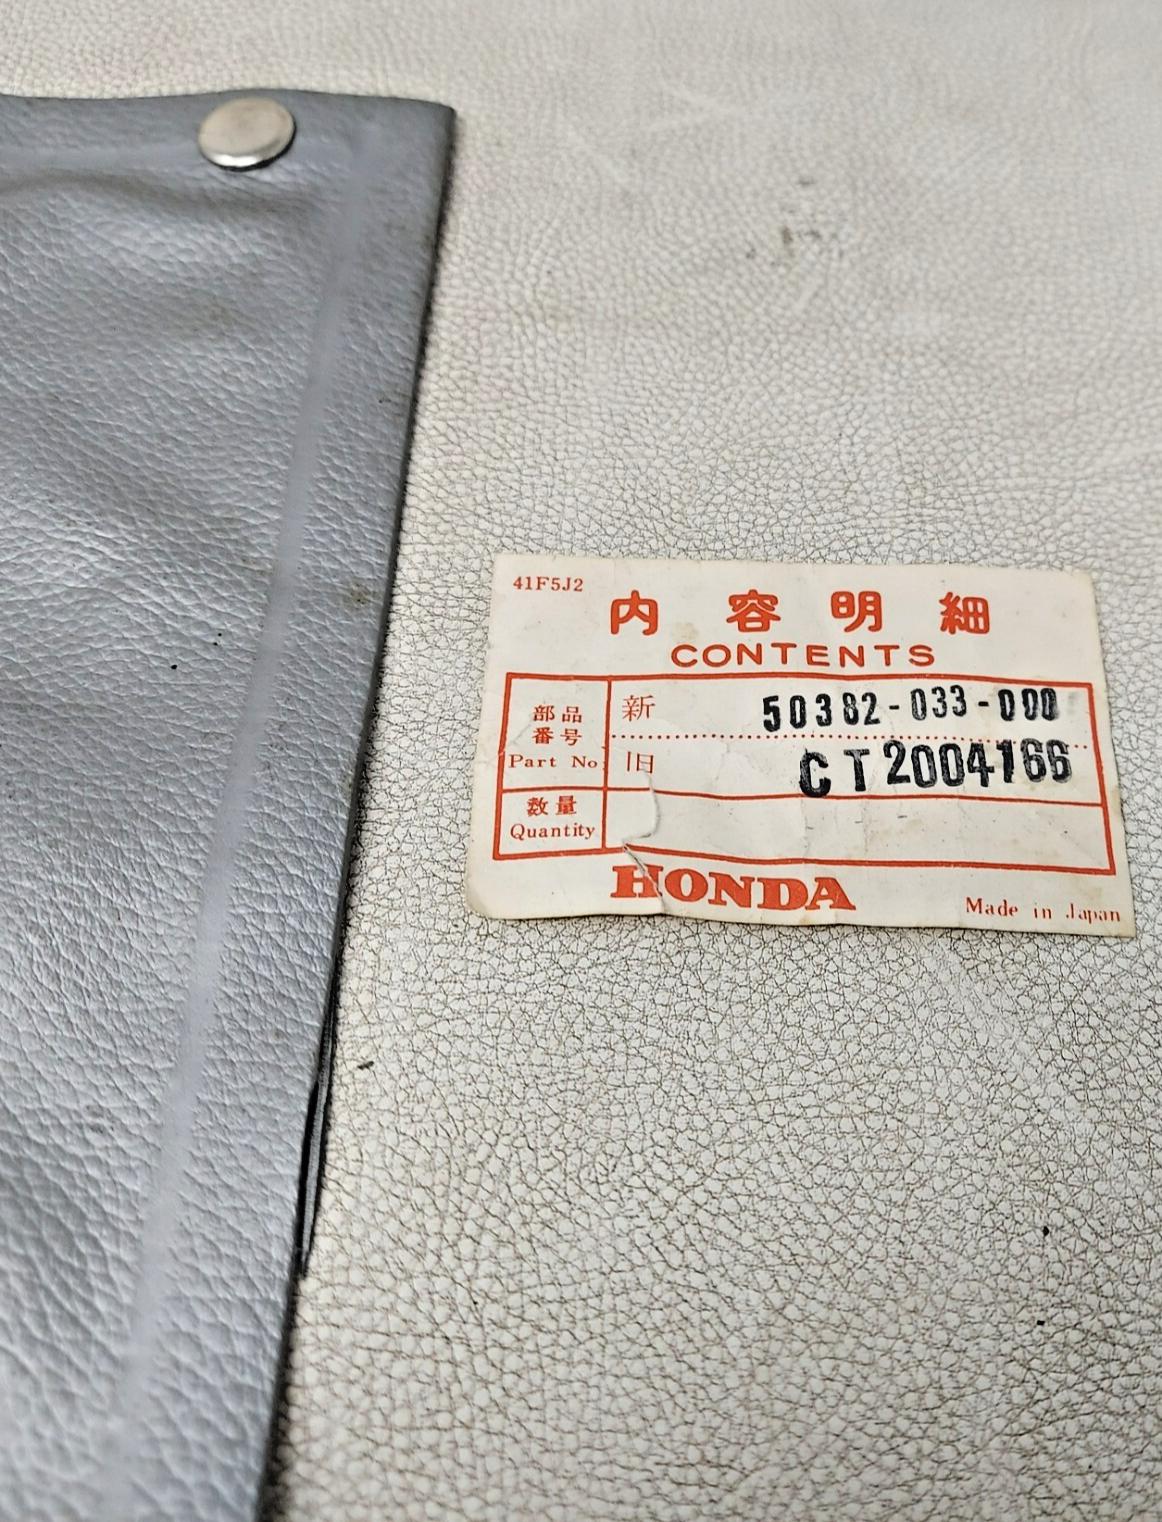 41F5J2
内容明細
CONTENTS
部品番号
Part No.
新 50382-033-000
旧 CT2004166
数量
Quantity
HONDA
Made in Japan